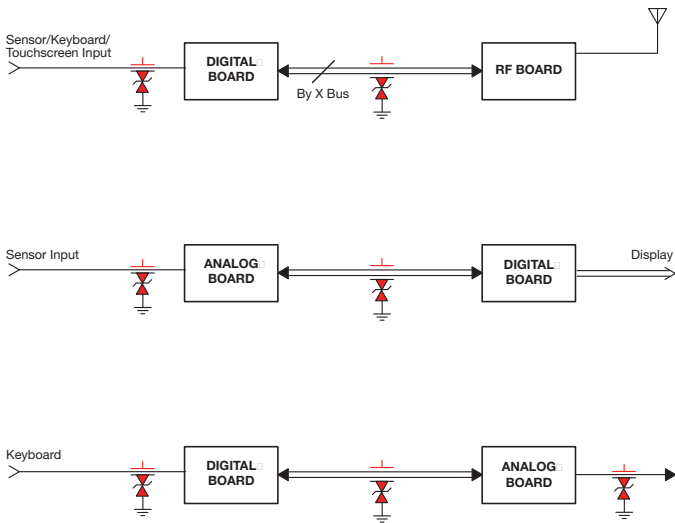 Sensor/Keyboard/
Touchscreen Input
DIGITAL
BOARD
By X Bus
RF BOARD
Sensor Input
ANALOG
BOARD
DIGITAL
BOARD
Display
Keyboard
DIGITAL
BOARD
ANALOG
BOARD